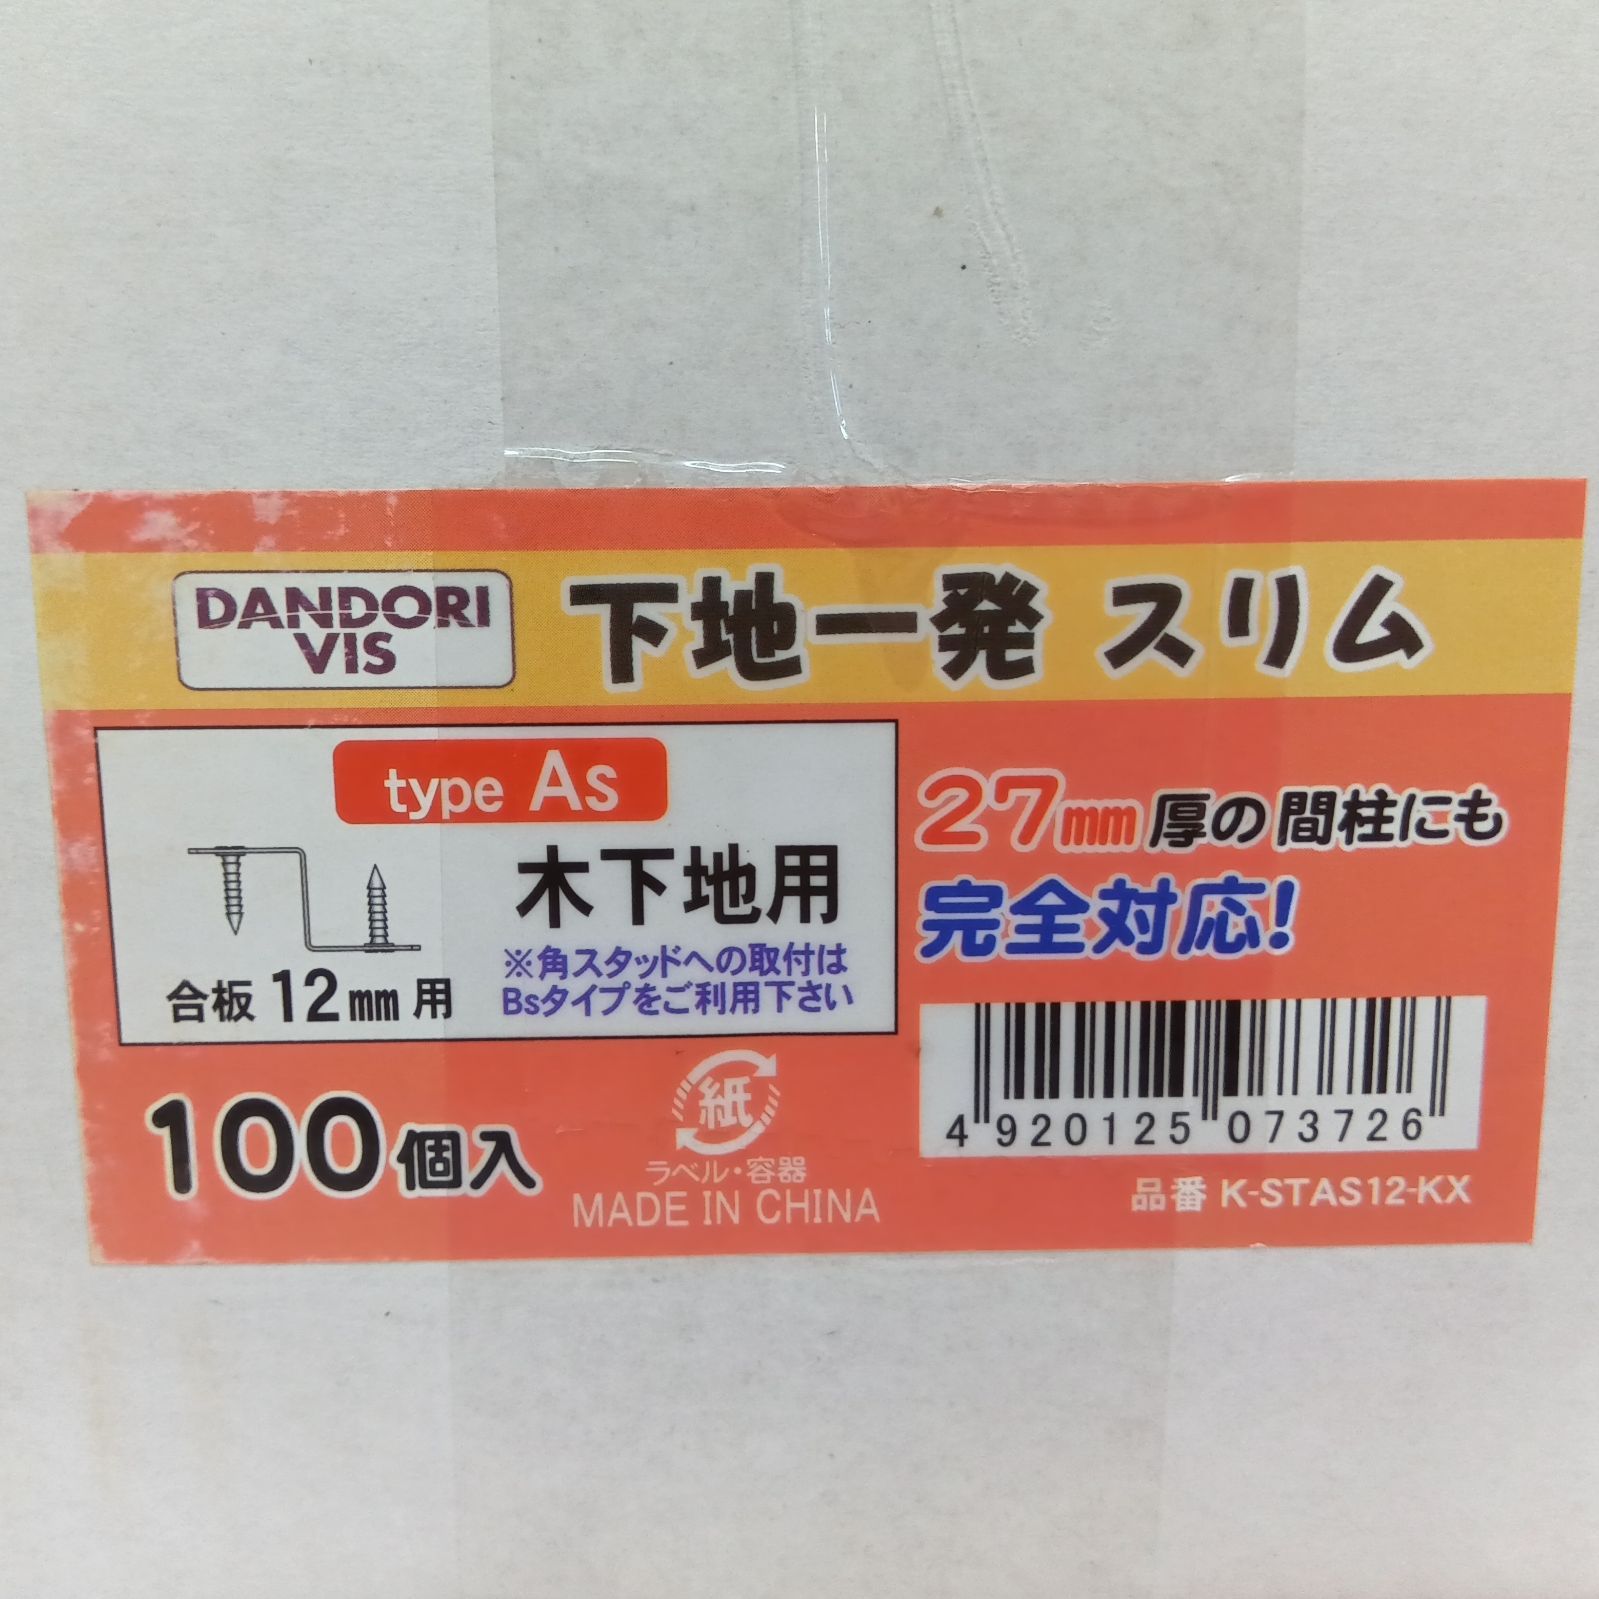 DANDORI
VIS
下地一発 スリム
type As
木下地用
※角スタッドへの取付は
Bsタイプをご利用下さい
合板 12mm 用
27mm 厚の間柱にも
完全対応!
100個入
紙
ラベル・容器
MADE IN CHINA
4 920125 073726
品番 K-STAS12-KX